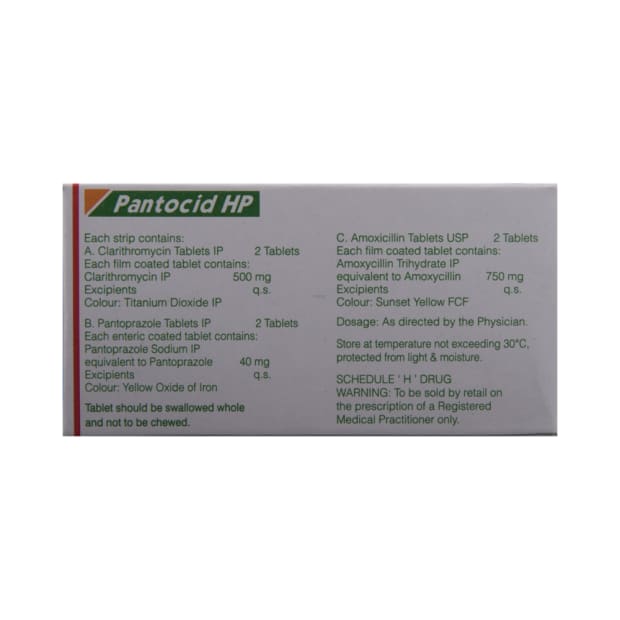 Pantocid HP
Each strip contains:
A. Clarithromycin Tablets IP 2 Tablets
Each film coated tablet contains:
Clarithromycin IP 500 mg
Excipients q.s.
Colour: Titanium Dioxide IP
B. Pantoprazole Tablets IP 2 Tablets
Each enteric coated tablet contains:
Pantoprazole Sodium IP
equivalent to Pantoprazole 40 mg
Excipients q.s.
Colour: Yellow Oxide of Iron
Tablet should be swallowed whole
and not to be chewed.
C. Amoxicillin Tablets USP 2 Tablets
Each film coated tablet contains:
Amoxycillin Trihydrate IP
equivalent to Amoxycillin 750 mg
Excipients q.s.
Colour: Sunset Yellow FCF
Dosage: As directed by the Physician.
Store at temperature not exceeding 30°C,
protected from light & moisture.
SCHEDULE ' H ' DRUG
WARNING: To be sold by retail on
the prescription of a Registered
Medical Practitioner only.